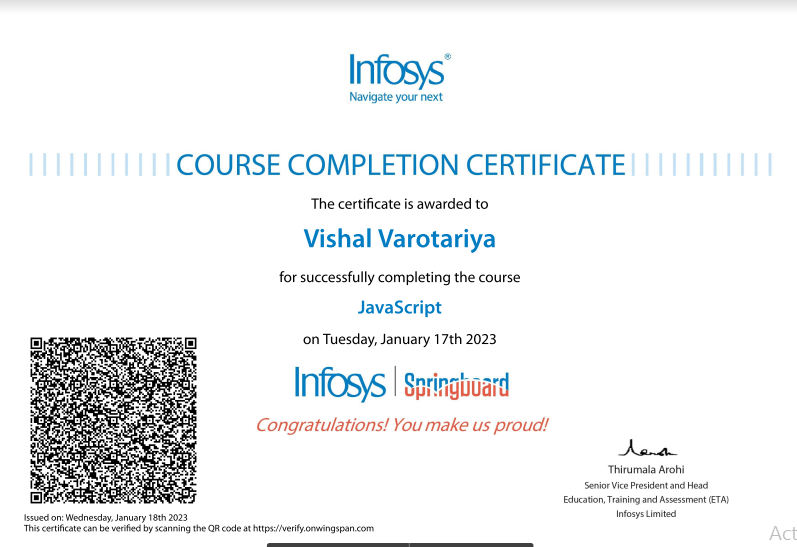 Infosys®
Navigate your next
COURSE COMPLETION CERTIFICATE
The certificate is awarded to
Vishal Varotariya
for successfully completing the course
JavaScript
on Tuesday, January 17th 2023
Infosys | Springboard
Congratulations! You make us proud!
Thirumala Arohi
Senior Vice President and Head
Education, Training and Assessment (ETA)
Infosys Limited
Issued on: Wednesday, January 18th 2023
This certificate can be verified by scanning the QR code at https://verify.onwingspan.com
Act